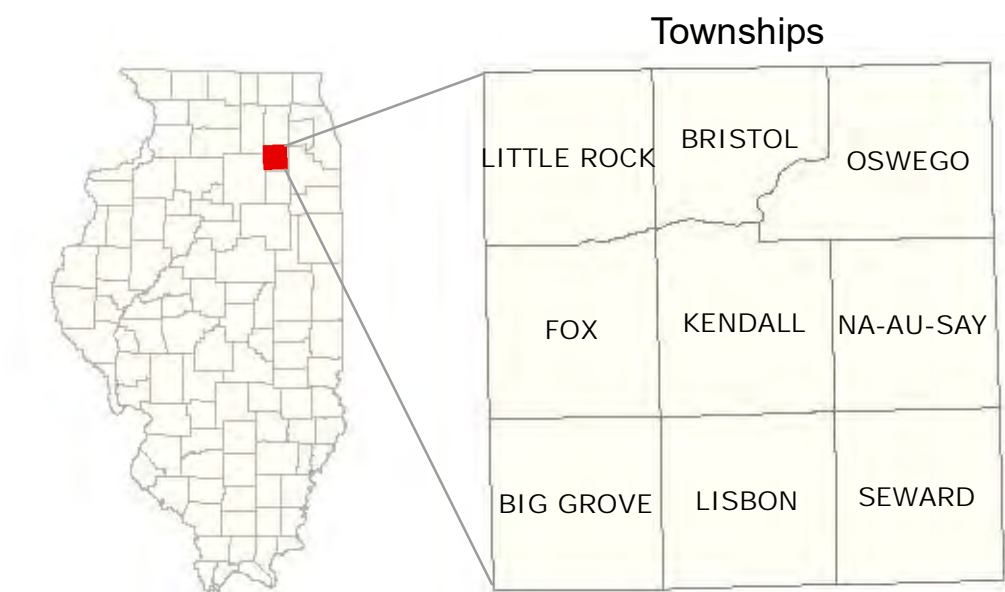 Townships
LITTLE ROCK
BRISTOL
OSWEGO
FOX
KENDALL
NA-AU-SAY
BIG GROVE
LISBON
SEWARD